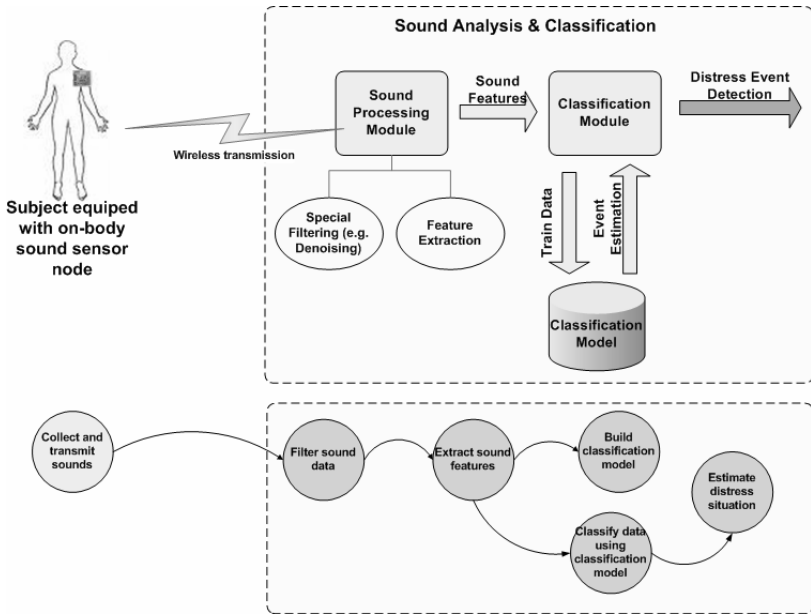 Sound Analysis & Classification
Sound
Processing
Module
Sound
Features
Classification
Module
Distress Event
Detection
Wireless transmission
Subject equiped
with on-body
sound sensor
node
Special
Filtering (e.g.
Denoising)
Feature
Extraction
Train Data
Event
Estimation
Classification
Model
Collect and
transmit
sounds
Filter sound
data
Extract sound
features
Build
classification
model
Classify data
using
classification
model
Estimate
distress
situation